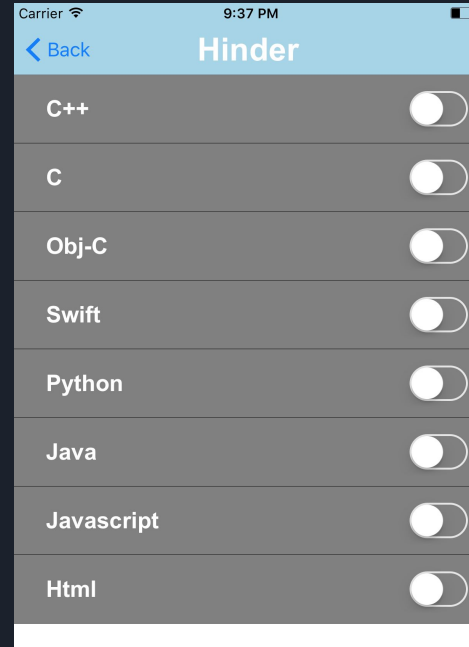 Carrier 9:37 PM
Back Hinder
C++
C
Obj-C
Swift
Python
Java
Javascript
Html